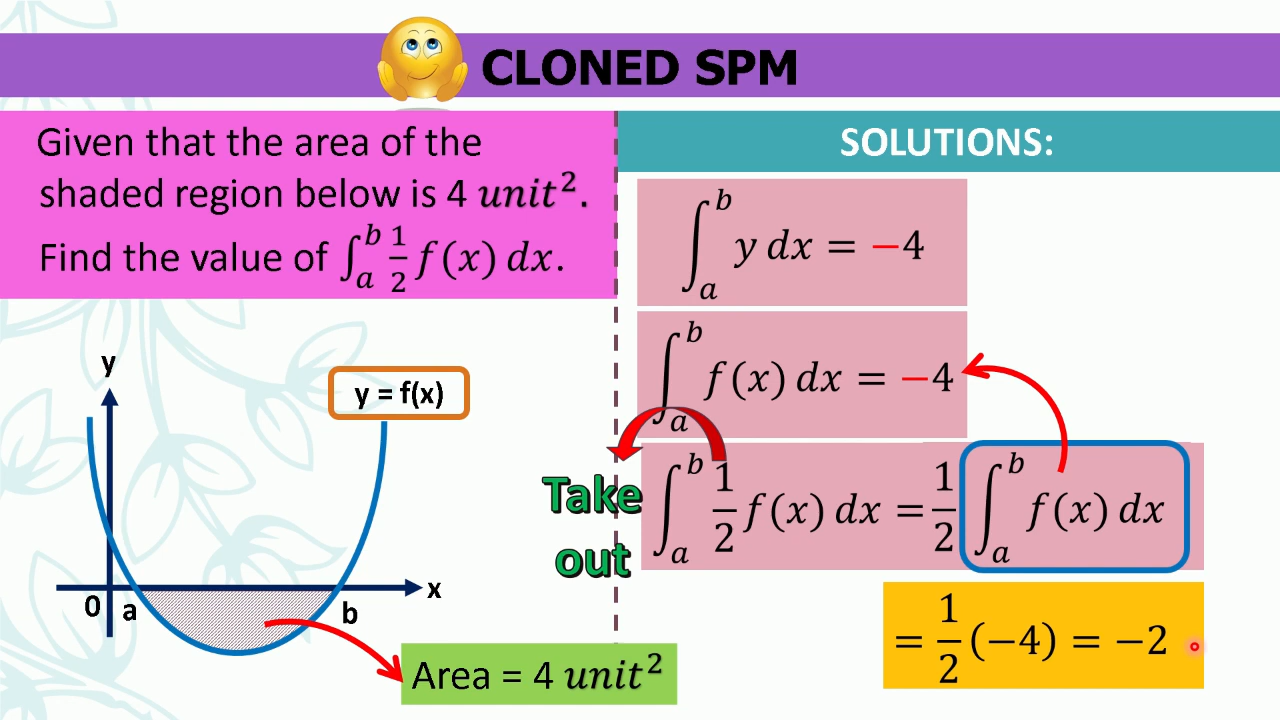 CLONED SPM
Given that the area of the
shaded region below is 4 unit².
Find the value of ∫ₐᵇ ½ f(x) dx.
y
y = f(x)
0
a
b
x
Area = 4 unit²
SOLUTIONS:
∫ₐᵇ y dx = −4
∫ₐᵇ f(x) dx = −4
Take
out
∫ₐᵇ ½ f(x) dx = ½ ∫ₐᵇ f(x) dx
= ½ (−4) = −2